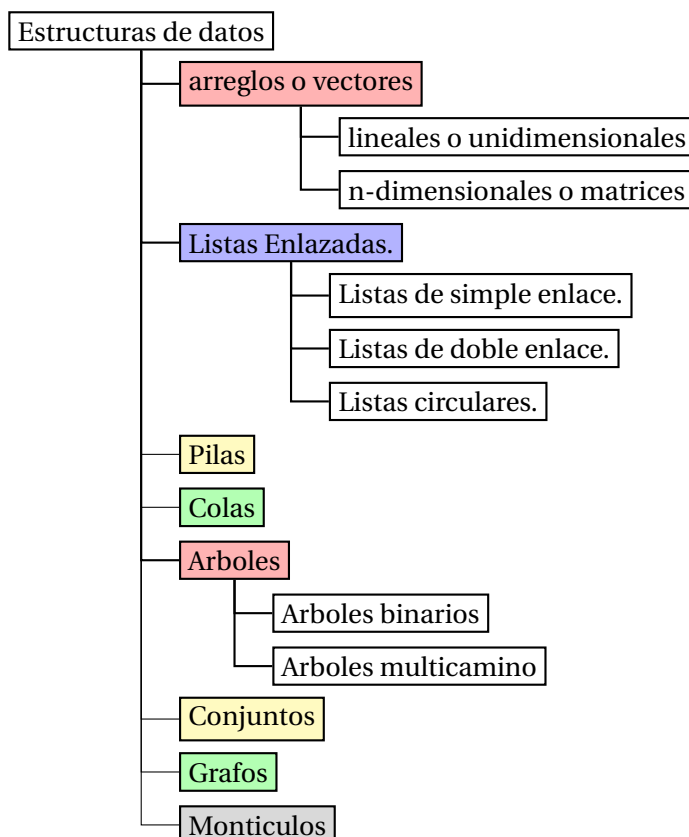 Estructuras de datos
arreglos o vectores
lineales o unidimensionales
n-dimensionales o matrices
Listas Enlazadas.
Listas de simple enlace.
Listas de doble enlace.
Listas circulares.
Pilas
Colas
Arboles
Arboles binarios
Arboles multicamino
Conjuntos
Grafos
Monticulos